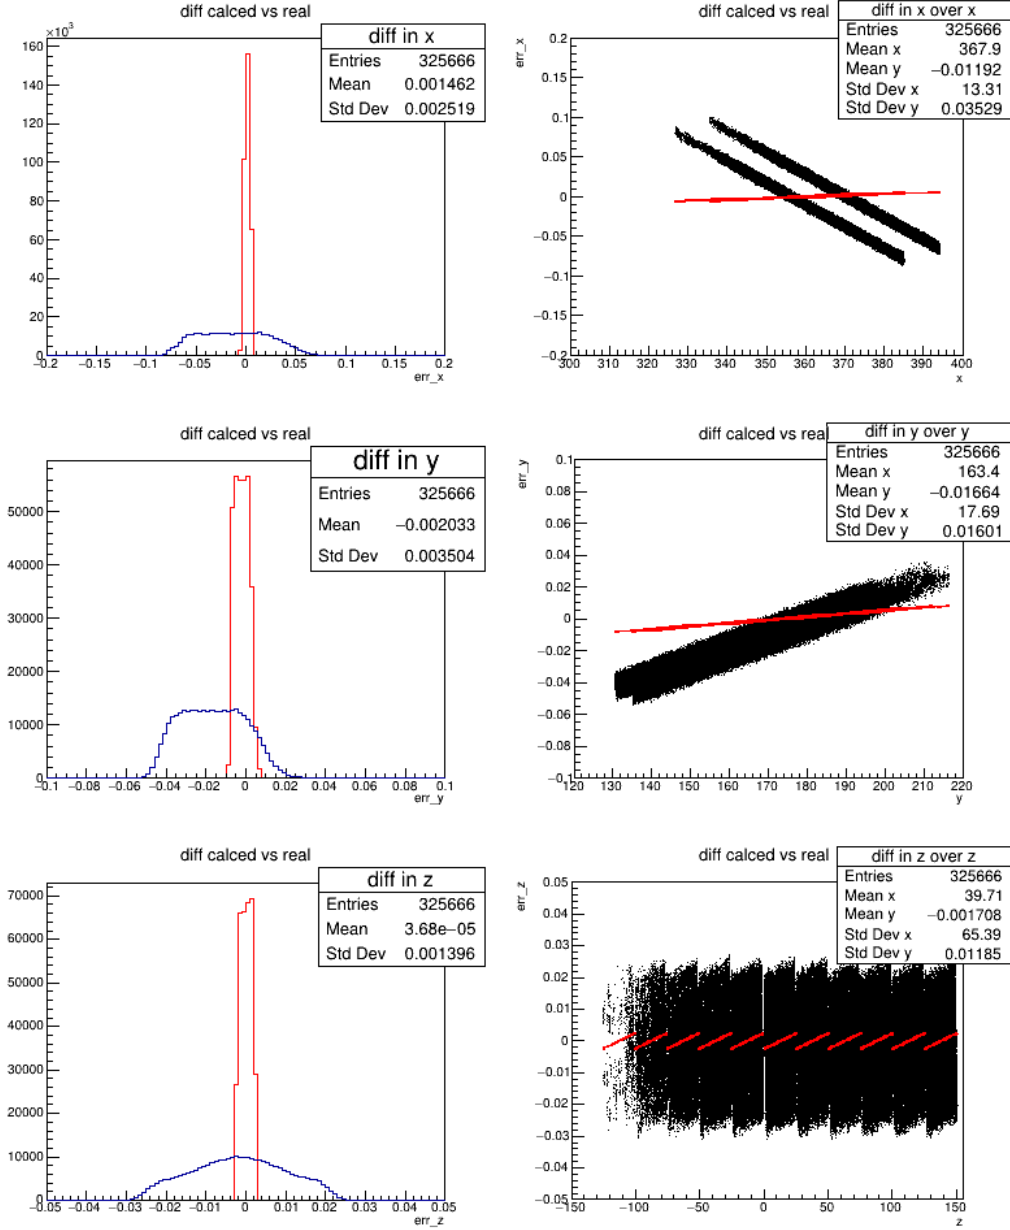 diff calced vs real
×10³
diff in x
Entries 325666
Mean 0.001462
Std Dev 0.002519
160
140
120
100
80
60
40
20
0
−0.2 −0.15 −0.1 −0.05 0 0.05 0.1 0.15 0.2
err_x
diff calced vs real
diff in x over x
Entries 325666
Mean x 367.9
Mean y −0.01192
Std Dev x 13.31
Std Dev y 0.03529
err_x
0.2
0.15
0.1
0.05
0
−0.05
−0.1
−0.15
−0.2
300 310 320 330 340 350 360 370 380 390 400
x
diff calced vs real
diff in y
Entries 325666
Mean −0.002033
Std Dev 0.003504
50000
40000
30000
20000
10000
0
−0.1 −0.08 −0.06 −0.04 −0.02 0 0.02 0.04 0.06 0.08 0.1
err_y
diff calced vs real
diff in y over y
Entries 325666
Mean x 163.4
Mean y −0.01664
Std Dev x 17.69
Std Dev y 0.01601
err_y
0.1
0.08
0.06
0.04
0.02
0
−0.02
−0.04
−0.06
−0.08
−0.1
120 130 140 150 160 170 180 190 200 210 220
y
diff calced vs real
diff in z
Entries 325666
Mean 3.68e−05
Std Dev 0.001396
70000
60000
50000
40000
30000
20000
10000
0
−0.05 −0.04 −0.03 −0.02 −0.01 0 0.01 0.02 0.03 0.04 0.05
err_z
diff calced vs real
diff in z over z
Entries 325666
Mean x 39.71
Mean y −0.001708
Std Dev x 65.39
Std Dev y 0.01185
err_z
0.05
0.04
0.03
0.02
0.01
0
−0.01
−0.02
−0.03
−0.04
−0.05
−150 −100 −50 0 50 100 150
z